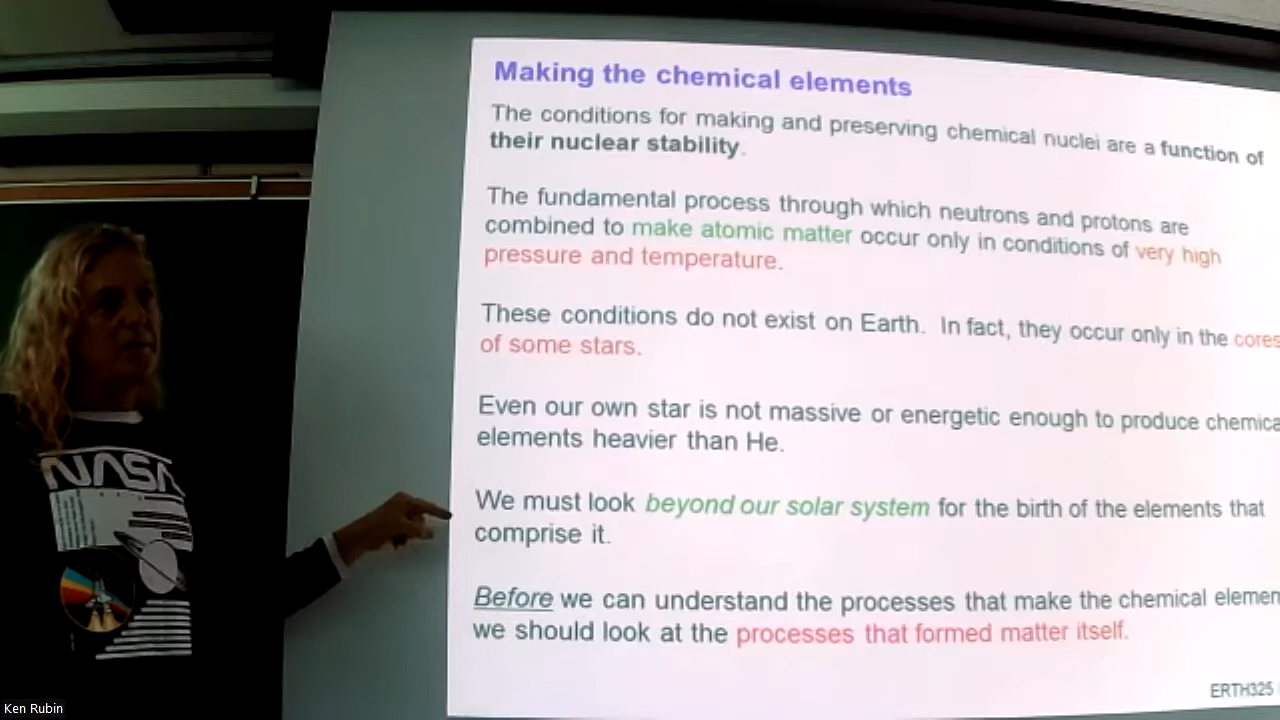 Making the chemical elements
The conditions for making and preserving chemical nuclei are a function of
their nuclear stability.
The fundamental process through which neutrons and protons are
combined to make atomic matter occur only in conditions of very high
pressure and temperature.
These conditions do not exist on Earth. In fact, they occur only in the cores
of some stars.
Even our own star is not massive or energetic enough to produce chemica
elements heavier than He.
We must look beyond our solar system for the birth of the elements that
comprise it.
Before we can understand the processes that make the chemical elemen
we should look at the processes that formed matter itself.
ERTH325
NASA
Ken Rubin